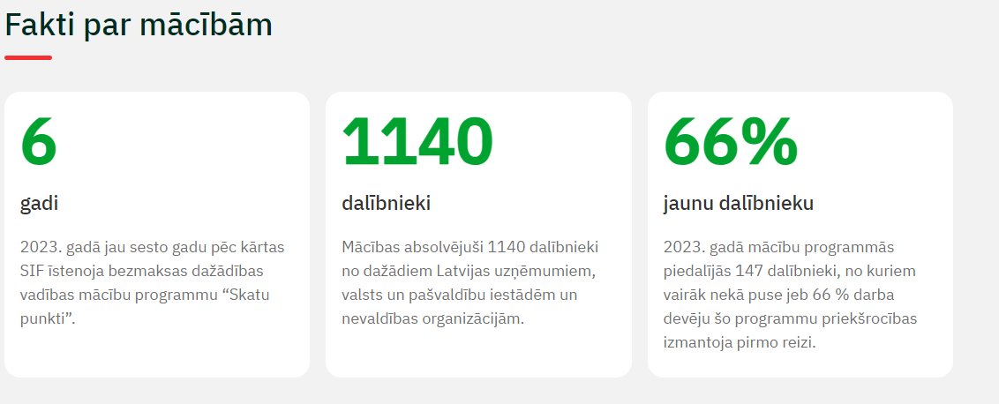 Fakti par mācībām
6
gadi
2023. gadā jau sesto gadu pēc kārtas
SIF īstenoja bezmaksas dažādības
vadības mācību programmu “Skatu
punkti”.
1140
dalībnieki
Mācības absolvējuši 1140 dalībnieki
no dažādiem Latvijas uzņēmumiem,
valsts un pašvaldību iestādēm un
nevaldības organizācijām.
66%
jaunu dalībnieku
2023. gadā mācību programmās
piedalījās 147 dalībnieki, no kuriem
vairāk nekā puse jeb 66 % darba
devēju šo programmu priekšrocības
izmantoja pirmo reizi.